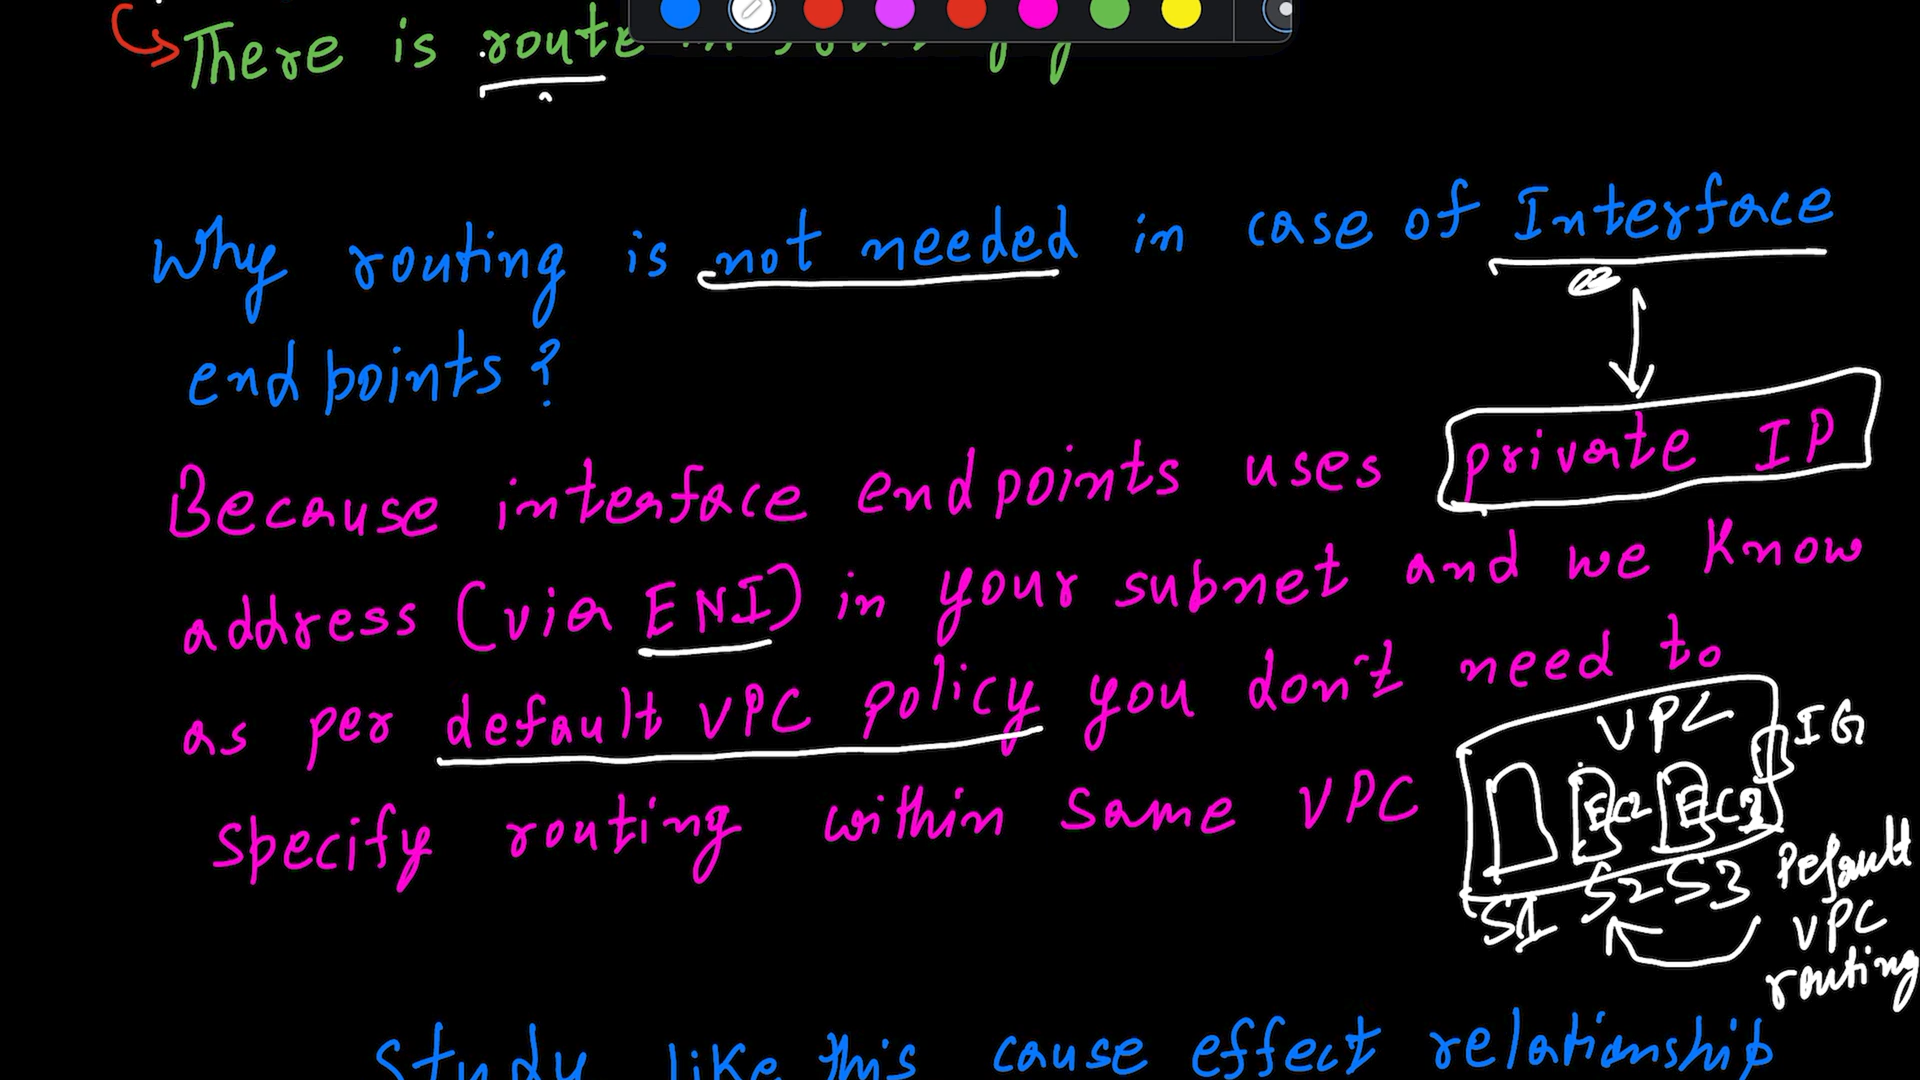 There is route in
Why routing is not needed in case of Interface
endpoints?
Because interface endpoints uses private IP
address (via ENI) in your subnet and we know
as per default VPC policy you don't need to
specify routing within same VPC
VPC IG
EC2 EC2
S1 S2 S3
Default
VPC
routing
Study like this cause effect relationship